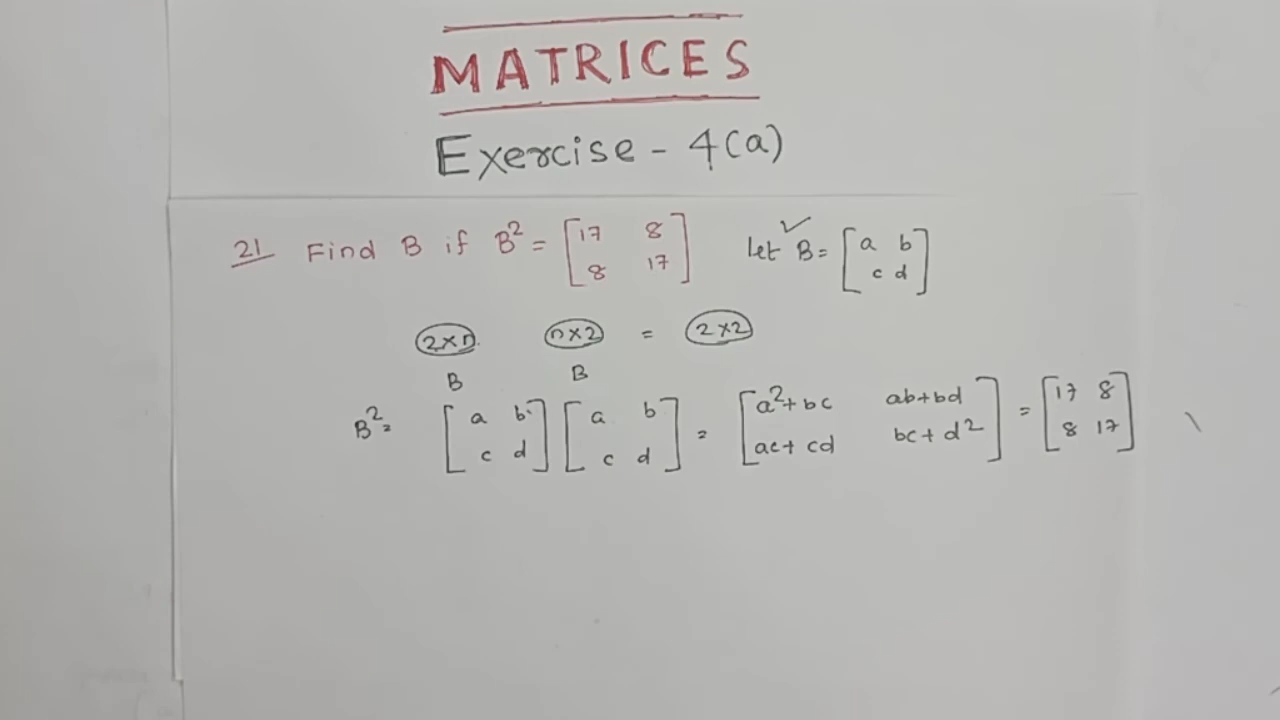 MATRICES
Exercise - 4(a)
21 Find B if B² = [17 8 let B = [a b]
8 17] c d]
2×n n×2 = 2×2
B B
B² = [a b] [a b] = [a²+bc ab+bd] = [17 8]
c d] c d] ac+cd bc+d²] 8 17]